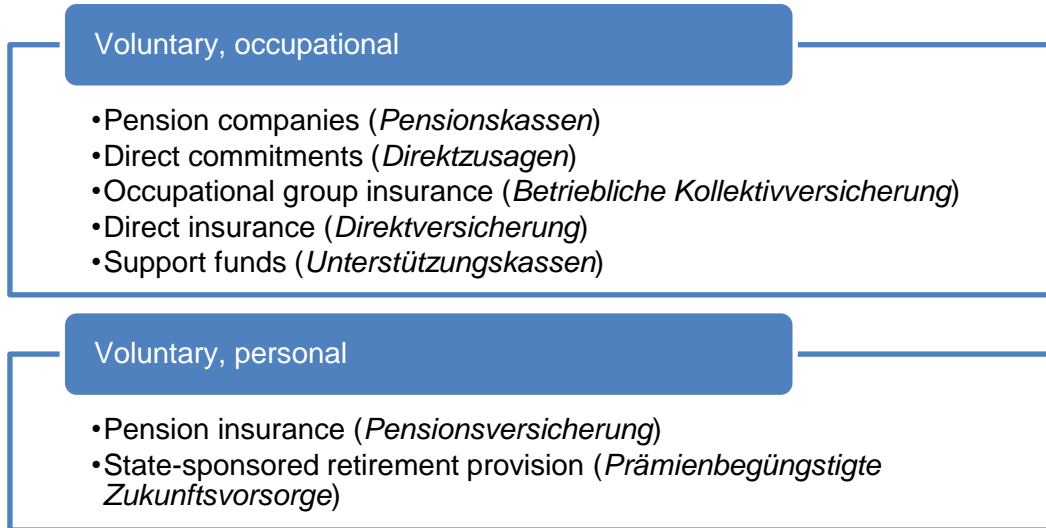 Voluntary, occupational
•Pension companies (Pensionskassen)
•Direct commitments (Direktzusagen)
•Occupational group insurance (Betriebliche Kollektivversicherung)
•Direct insurance (Direktversicherung)
•Support funds (Unterstützungskassen)
Voluntary, personal
•Pension insurance (Pensionsversicherung)
•State-sponsored retirement provision (Prämienbegüngstigte
Zukunftsvorsorge)